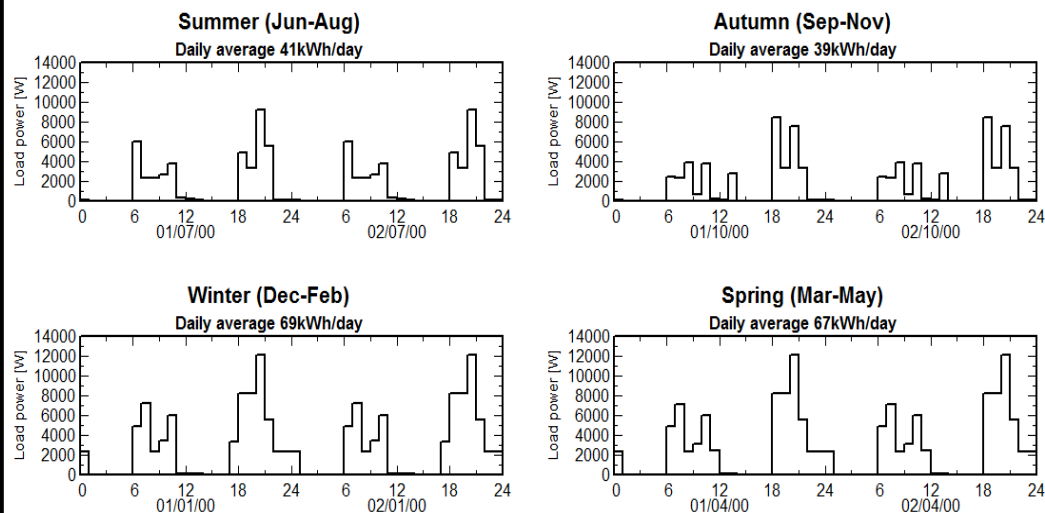 Summer (Jun-Aug)
Daily average 41kWh/day
Load power [W]
14000
12000
10000
8000
6000
4000
2000
0
0 6 12 18 24 6 12 18 24
01/07/00 02/07/00
Autumn (Sep-Nov)
Daily average 39kWh/day
Load power [W]
14000
12000
10000
8000
6000
4000
2000
0
0 6 12 18 24 6 12 18 24
01/10/00 02/10/00
Winter (Dec-Feb)
Daily average 69kWh/day
Load power [W]
14000
12000
10000
8000
6000
4000
2000
0
0 6 12 18 24 6 12 18 24
01/01/00 02/01/00
Spring (Mar-May)
Daily average 67kWh/day
Load power [W]
14000
12000
10000
8000
6000
4000
2000
0
0 6 12 18 24 6 12 18 24
01/04/00 02/04/00